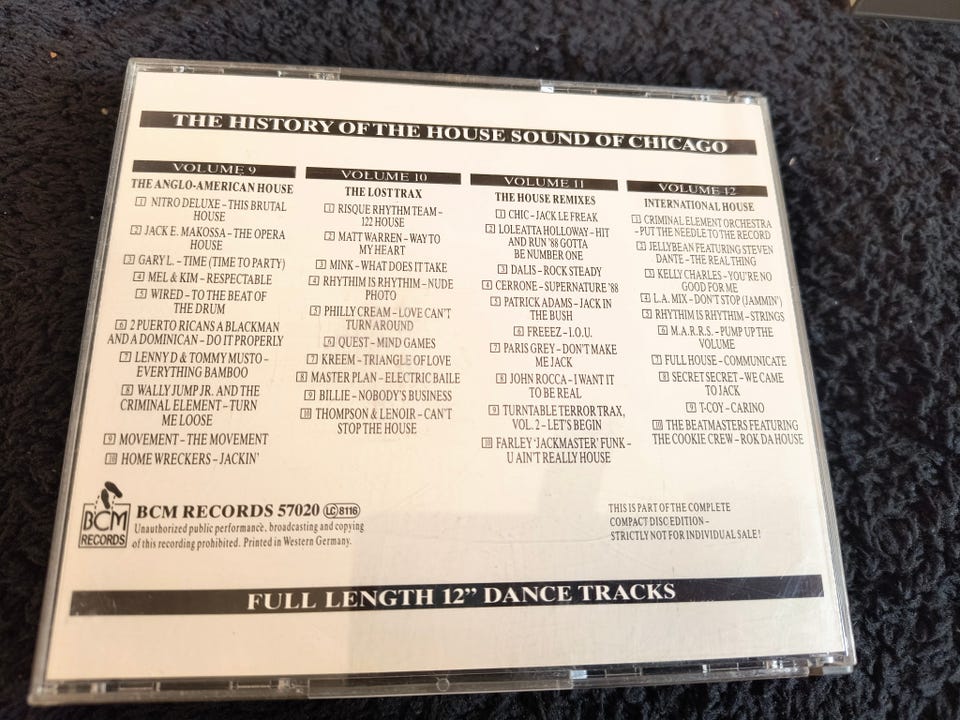 THE HISTORY OF THE HOUSE SOUND OF CHICAGO
VOLUME 9
THE ANGLO-AMERICAN HOUSE
1 NITRO DELUXE – THIS BRUTAL
HOUSE
2 JACK E. MAKOSSA – THE OPERA
HOUSE
3 GARY L. – TIME (TIME TO PARTY)
4 MEL & KIM – RESPECTABLE
5 WIRED – TO THE BEAT OF
THE DRUM
6 2 PUERTO RICANS A BLACKMAN
AND A DOMINICAN – DO IT PROPERLY
7 LENNY D & TOMMY MUSTO –
EVERYTHING BAMBOO
8 WALLY JUMP JR. AND THE
CRIMINAL ELEMENT – TURN
ME LOOSE
9 MOVEMENT – THE MOVEMENT
10 HOME WRECKERS – JACKIN'
VOLUME 10
THE LOST TRAX
1 RISQUE RHYTHM TEAM –
122 HOUSE
2 MATT WARREN – WAY TO
MY HEART
3 MINK – WHAT DOES IT TAKE
4 RHYTHM IS RHYTHM – NUDE
PHOTO
5 PHILLY CREAM – LOVE CAN'T
TURN AROUND
6 QUEST – MIND GAMES
7 KREEM – TRIANGLE OF LOVE
8 MASTER PLAN – ELECTRIC BAILE
9 BILLIE – NOBODY'S BUSINESS
10 THOMPSON & LENOIR – CAN'T
STOP THE HOUSE
VOLUME 11
THE HOUSE REMIXES
1 CHIC – JACK LE FREAK
2 LOLEATTA HOLLOWAY – HIT
AND RUN '88 GOTTA
BE NUMBER ONE
3 DALIS – ROCK STEADY
4 CERRONE – SUPERNATURE '88
5 PATRICK ADAMS – JACK IN
THE BUSH
6 FREEEZ – I.O.U.
7 PARIS GREY – DON'T MAKE
ME JACK
8 JOHN ROCCA – I WANT IT
TO BE REAL
9 TURNTABLE TERROR TRAX,
VOL. 2 – LET'S BEGIN
10 FARLEY 'JACKMASTER' FUNK –
U AIN'T REALLY HOUSE
VOLUME 12
INTERNATIONAL HOUSE
1 CRIMINAL ELEMENT ORCHESTRA
– PUT THE NEEDLE TO THE RECORD
2 JELLYBEAN FEATURING STEVEN
DANTE – THE REAL THING
3 KELLY CHARLES – YOU'RE NO
GOOD FOR ME
4 L.A. MIX – DON'T STOP (JAMMIN')
5 RHYTHM IS RHYTHM – STRINGS
6 M.A.R.R.S. – PUMP UP THE
VOLUME
7 FULL HOUSE – COMMUNICATE
8 SECRET SECRET – WE CAME
TO JACK
9 T-COY – CARINO
10 THE BEATMASTERS FEATURING
THE COOKIE CREW – ROK DA HOUSE
BCM
RECORDS
BCM RECORDS 57020 LC 8116
Unauthorized public performance, broadcasting and copying
of this recording prohibited. Printed in Western Germany.
THIS IS PART OF THE COMPLETE
COMPACT DISC EDITION –
STRICTLY NOT FOR INDIVIDUAL SALE!
FULL LENGTH 12" DANCE TRACKS